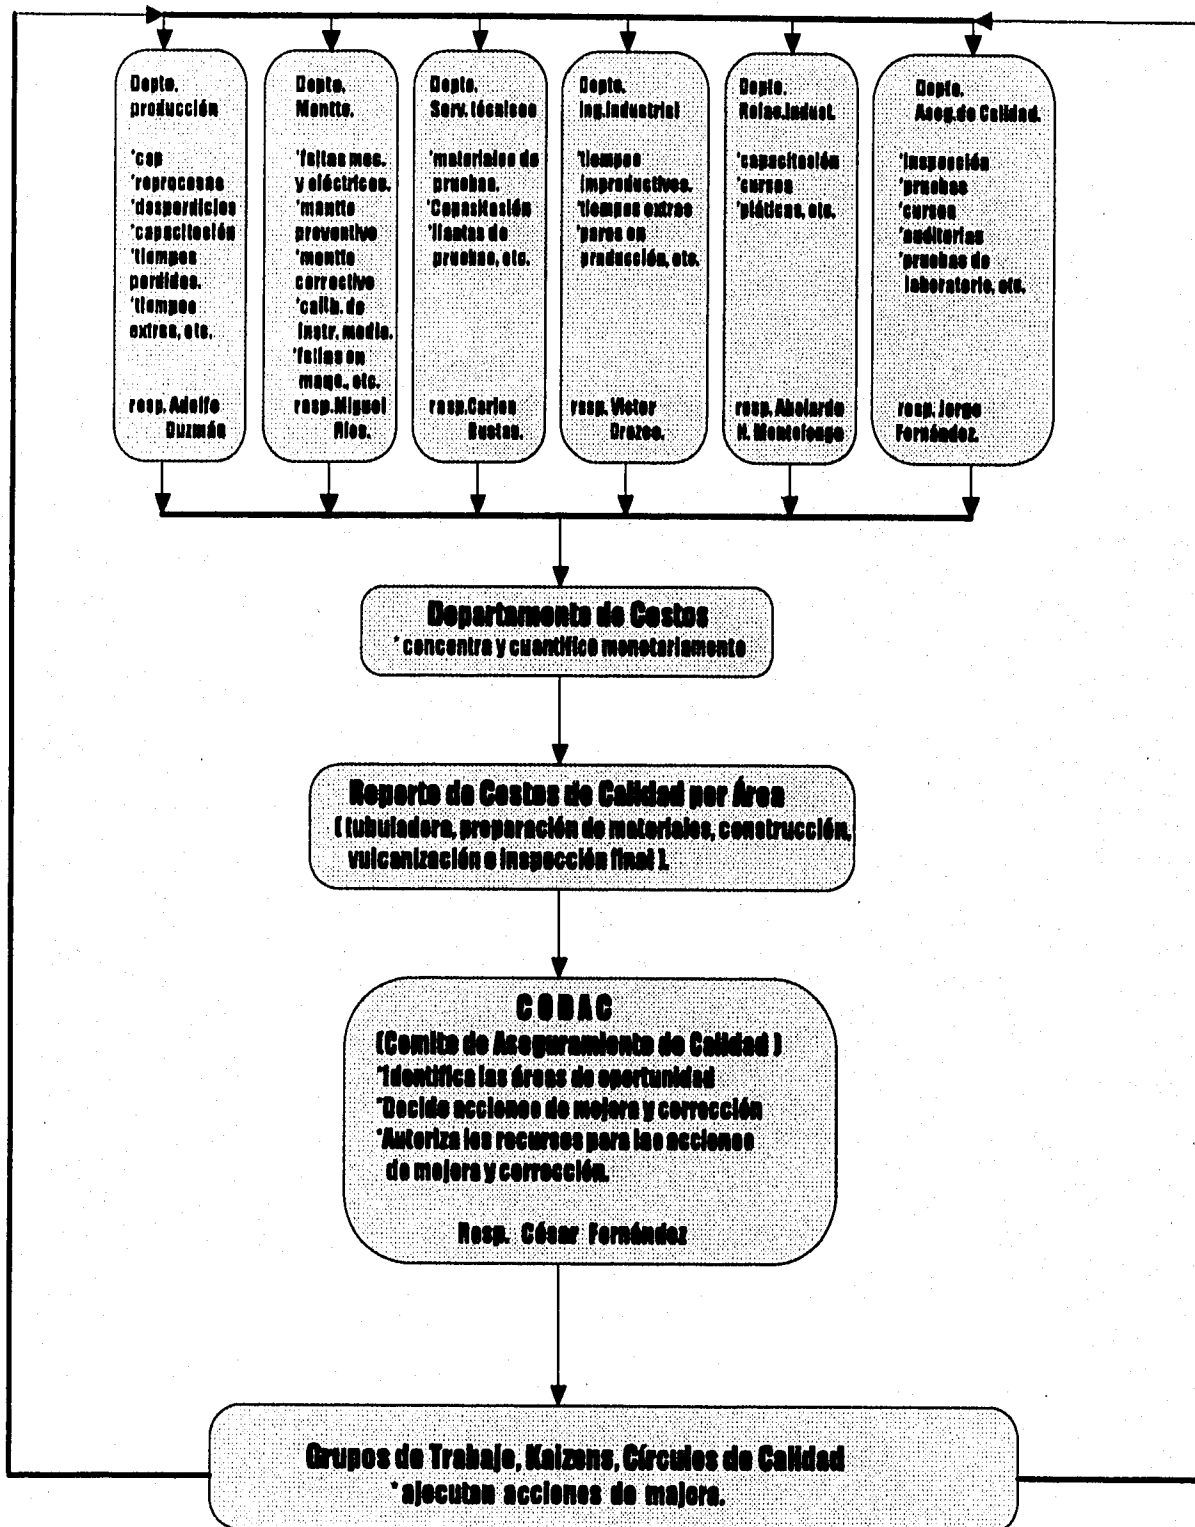 Depto.
producción
*cep
*reprocesos
*desperdicios
*capacitación
*tiempos
perdidos.
*tiempos
extras, etc.
resp. Adolfo
Guzmán
Depto.
Mantto.
*fallas mec.
y eléctricas.
*mantto
preventivo
*mantto
correctivo
*calib. de
instr. medic.
*fallas en
maqs., etc.
resp. Miguel
Rios.
Depto.
Serv. técnicos
*materiales de
pruebas.
*Capacitación
*llantas de
pruebas, etc.
resp. Carlos
Bustos.
Depto.
Ing. Industrial
*tiempos
improductivos.
*tiempos extras
*paros en
producción, etc.
resp. Victor
Orozco.
Depto.
Relac. Indust.
*capacitación
*cursos
*pláticas, etc.
resp. Abelardo
N. Montelongo
Depto.
Aseg. de Calidad.
*inspección
*pruebas
*cursos
*auditorias
*pruebas de
laboratorio, etc.
resp. Jorge
Fernández.
Departamento de Costos
*concentra y cuantifica monetariamente
Reporte de Costos de Calidad por Área
(tubuladora, preparación de materiales, construcción,
vulcanización e inspección final).
CODAC
(Comite de Aseguramiento de Calidad )
*Identifica las áreas de oportunidad
*Decide acciones de mejora y corrección
*Autoriza los recursos para las acciones
de mejora y corrección.
Resp. César Fernández
Grupos de Trabajo, Kaizens, Círculos de Calidad
*ejecutan acciones de mejora.